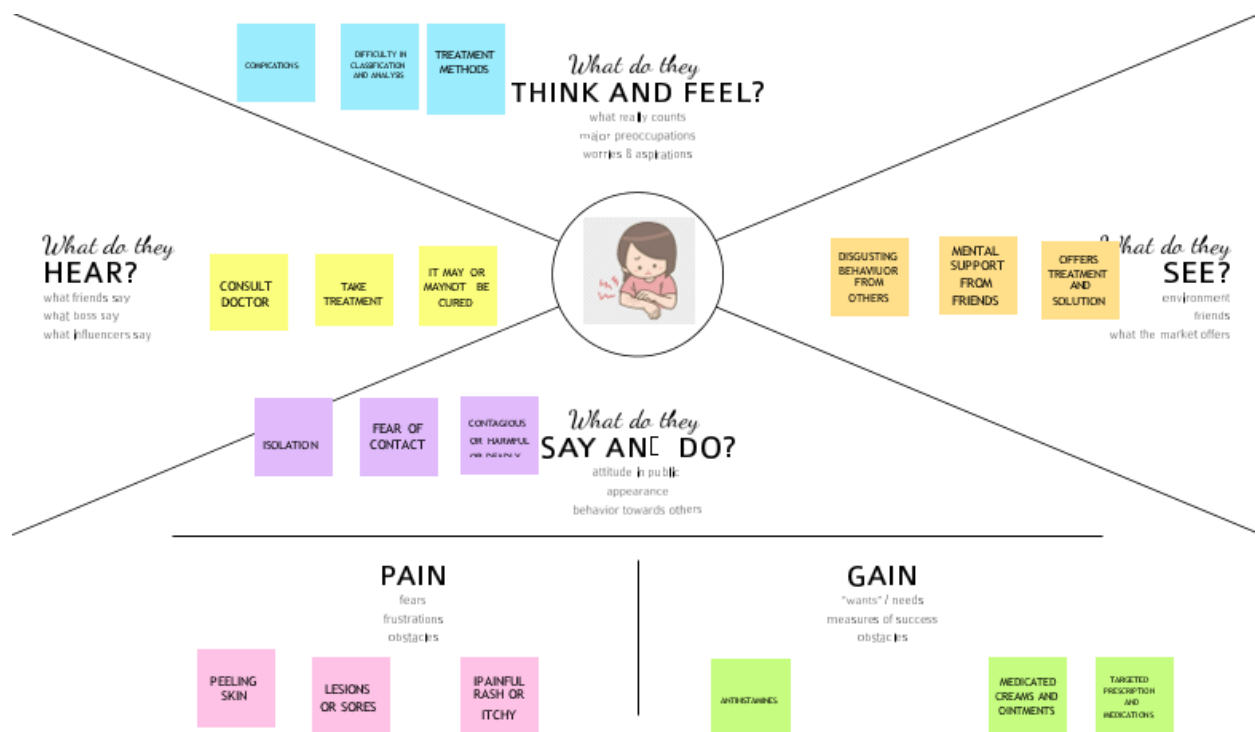 COMPICATIONS
DIFFICULTY IN
CLASSIFICATION
AND ANALYSIS
TREATMENT
METHODS
What do they
THINK AND FEEL?
what really counts
major preoccupations
worries & aspirations
What do they
HEAR?
what friends say
what boss say
what influencers say
CONSULT
DOCTOR
TAKE
TREATMENT
IT MAY OR
MAYNOT BE
CURED
DISGUSTING
BEHAVIUOR
FROM
OTHERS
MENTAL
SUPPORT
FROM
FRIENDS
OFFERS
TREATMENT
AND
SOLUTION
What do they
SEE?
environment
friends
what the market offers
ISOLATION
FEAR OF
CONTACT
CONTAGIOUS
OR HARMFUL
OR DEADLY
What do they
SAY AND DO?
attitude in public
appearance
behavior towards others
PAIN
fears
frustrations
obstacles
PEELING
SKIN
LESIONS
OR SORES
IPAINFUL
RASH OR
ITCHY
GAIN
"wants" / needs
measures of success
obstacles
ANTIHISTAMINES
MEDICATED
CREAMS AND
OINTMENTS
TARGETED
PRESCRIPTION
AND
MEDICATIONS